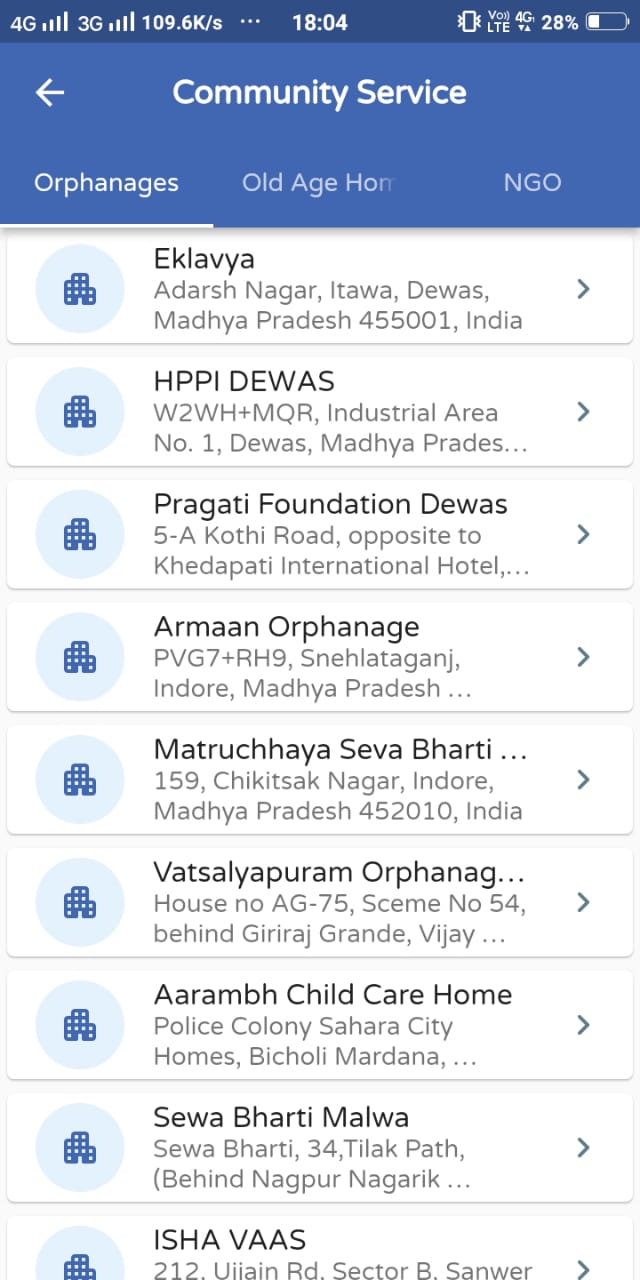 4G 3G 109.6K/s ... 18:04 Vo) LTE 4G 28%
Community Service
Orphanages Old Age Hom NGO
Eklavya
Adarsh Nagar, Itawa, Dewas,
Madhya Pradesh 455001, India
HPPI DEWAS
W2WH+MQR, Industrial Area
No. 1, Dewas, Madhya Prades...
Pragati Foundation Dewas
5-A Kothi Road, opposite to
Khedapati International Hotel,...
Armaan Orphanage
PVG7+RH9, Snehlataganj,
Indore, Madhya Pradesh ...
Matruchhaya Seva Bharti ...
159, Chikitsak Nagar, Indore,
Madhya Pradesh 452010, India
Vatsalyapuram Orphanag...
House no AG-75, Sceme No 54,
behind Giriraj Grande, Vijay ...
Aarambh Child Care Home
Police Colony Sahara City
Homes, Bicholi Mardana, ...
Sewa Bharti Malwa
Sewa Bharti, 34,Tilak Path,
(Behind Nagpur Nagarik ...
ISHA VAAS
212, Ujjain Rd, Sector B, Sanwer